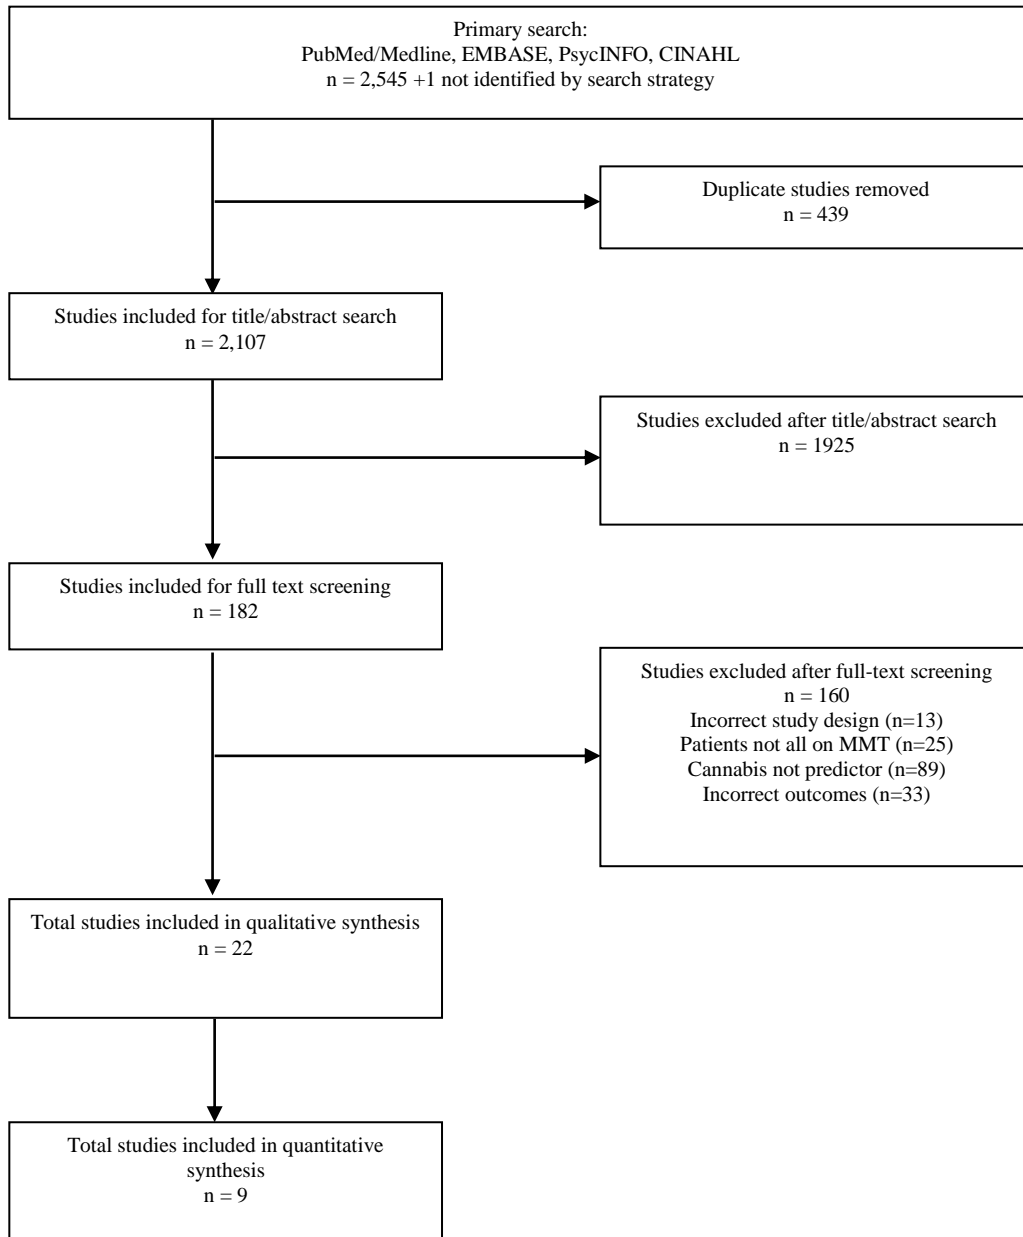 Primary search:
PubMed/Medline, EMBASE, PsycINFO, CINAHL
n = 2,545 +1 not identified by search strategy
Duplicate studies removed
n = 439
Studies included for title/abstract search
n = 2,107
Studies excluded after title/abstract search
n = 1925
Studies included for full text screening
n = 182
Studies excluded after full-text screening
n = 160
Incorrect study design (n=13)
Patients not all on MMT (n=25)
Cannabis not predictor (n=89)
Incorrect outcomes (n=33)
Total studies included in qualitative synthesis
n = 22
Total studies included in quantitative
synthesis
n = 9